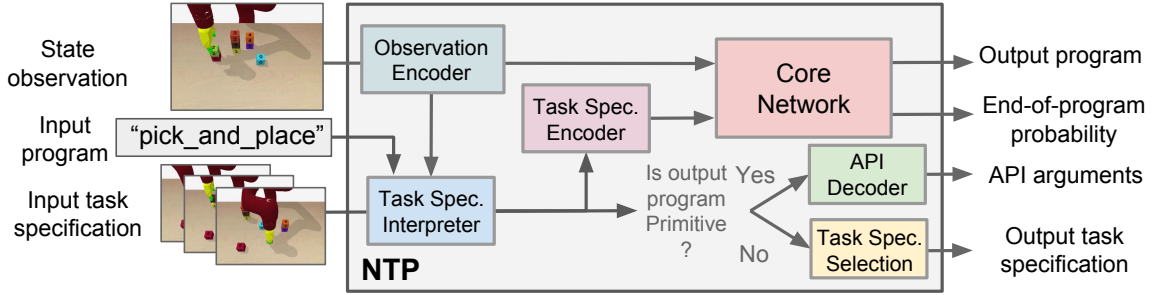 State
observation
Input
program
"pick_and_place"
Input task
specification
Observation
Encoder
Task Spec.
Interpreter
NTP
Task Spec.
Encoder
Core
Network
Is output
program
Primitive
?
Yes
No
API
Decoder
Task Spec.
Selection
Output program
End-of-program
probability
API arguments
Output task
specification